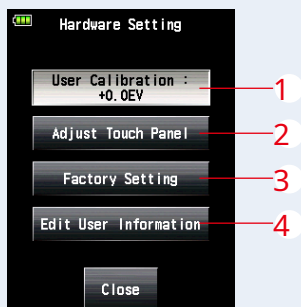 Hardware Setting
User Calibration :
+0.0EV
1
Adjust Touch Panel
2
Factory Setting
3
Edit User Information
4
Close